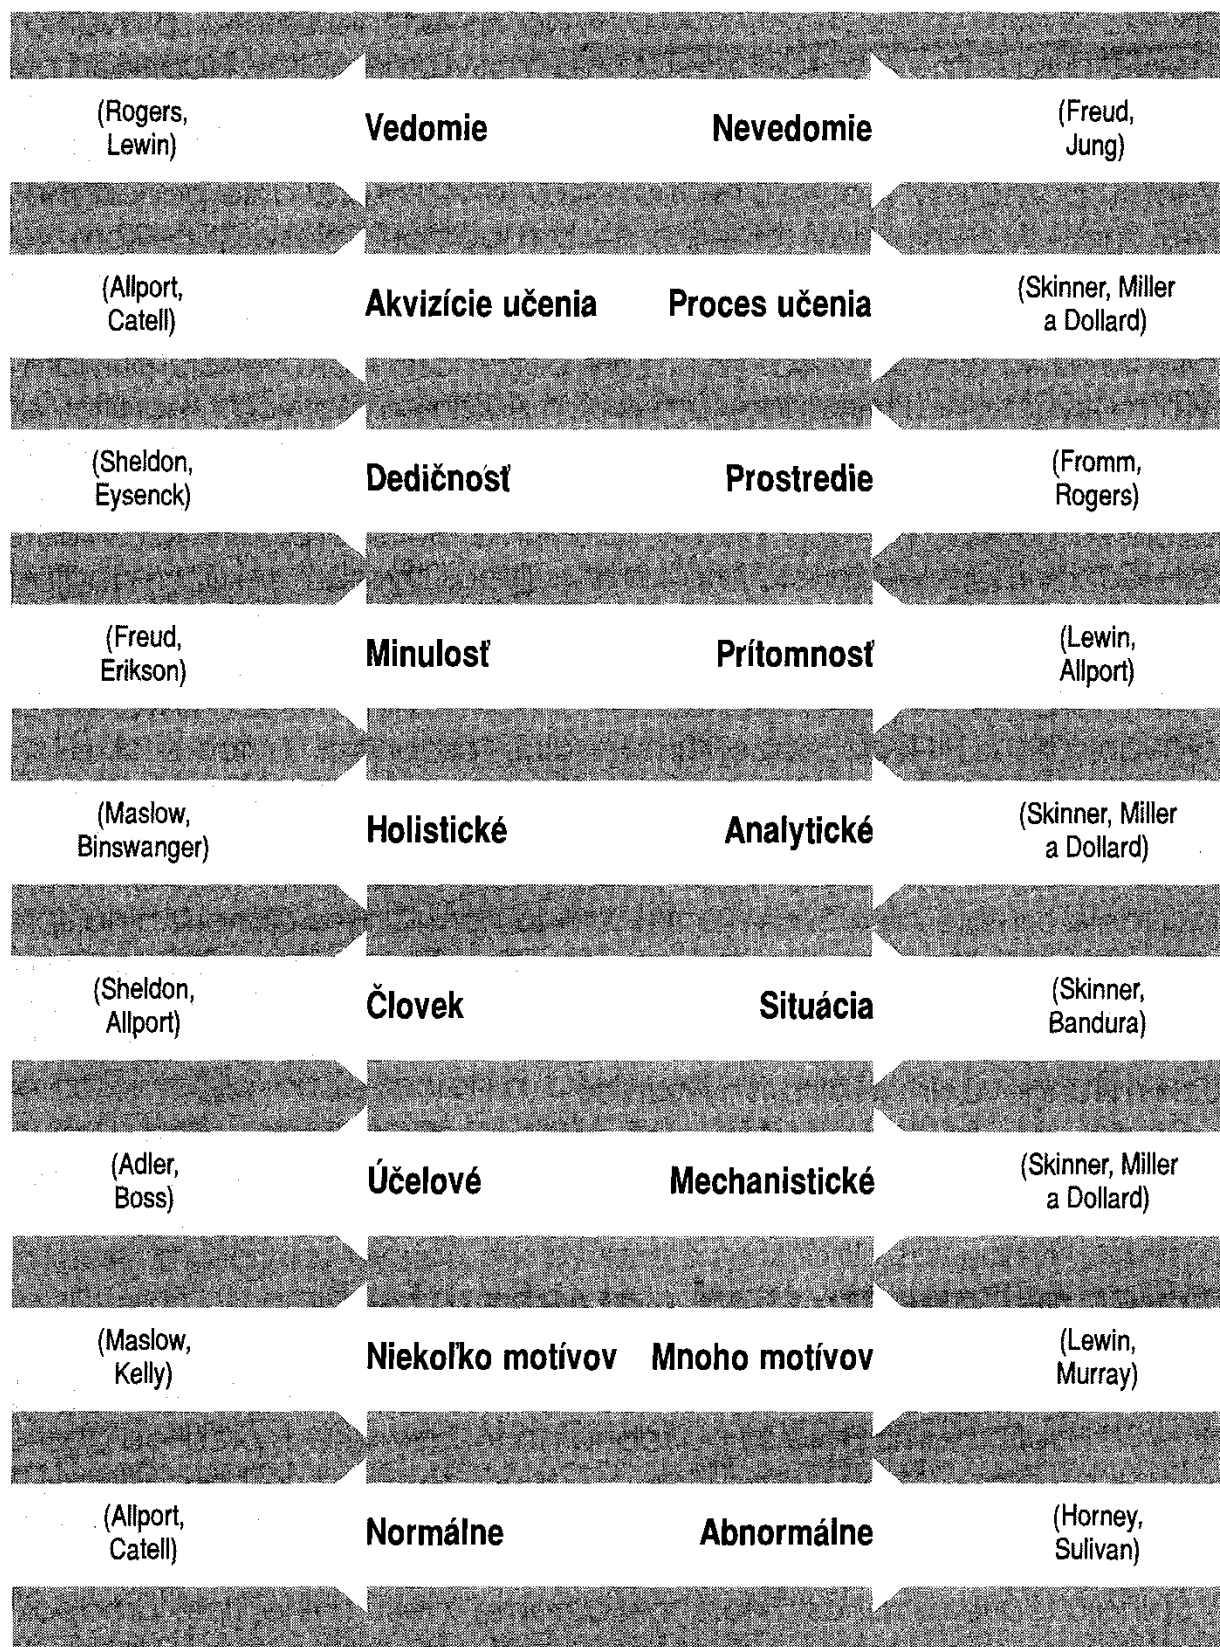 (Rogers,
Lewin)
Vedomie
Nevedomie
(Freud,
Jung)
(Allport,
Catell)
Akvizície učenia
Proces učenia
(Skinner, Miller
a Dollard)
(Sheldon,
Eysenck)
Dedičnosť
Prostredie
(Fromm,
Rogers)
(Freud,
Erikson)
Minulosť
Prítomnosť
(Lewin,
Allport)
(Maslow,
Binswanger)
Holistické
Analytické
(Skinner, Miller
a Dollard)
(Sheldon,
Allport)
Človek
Situácia
(Skinner,
Bandura)
(Adler,
Boss)
Účelové
Mechanistické
(Skinner, Miller
a Dollard)
(Maslow,
Kelly)
Niekoľko motívov
Mnoho motívov
(Lewin,
Murray)
(Allport,
Catell)
Normálne
Abnormálne
(Horney,
Sulivan)